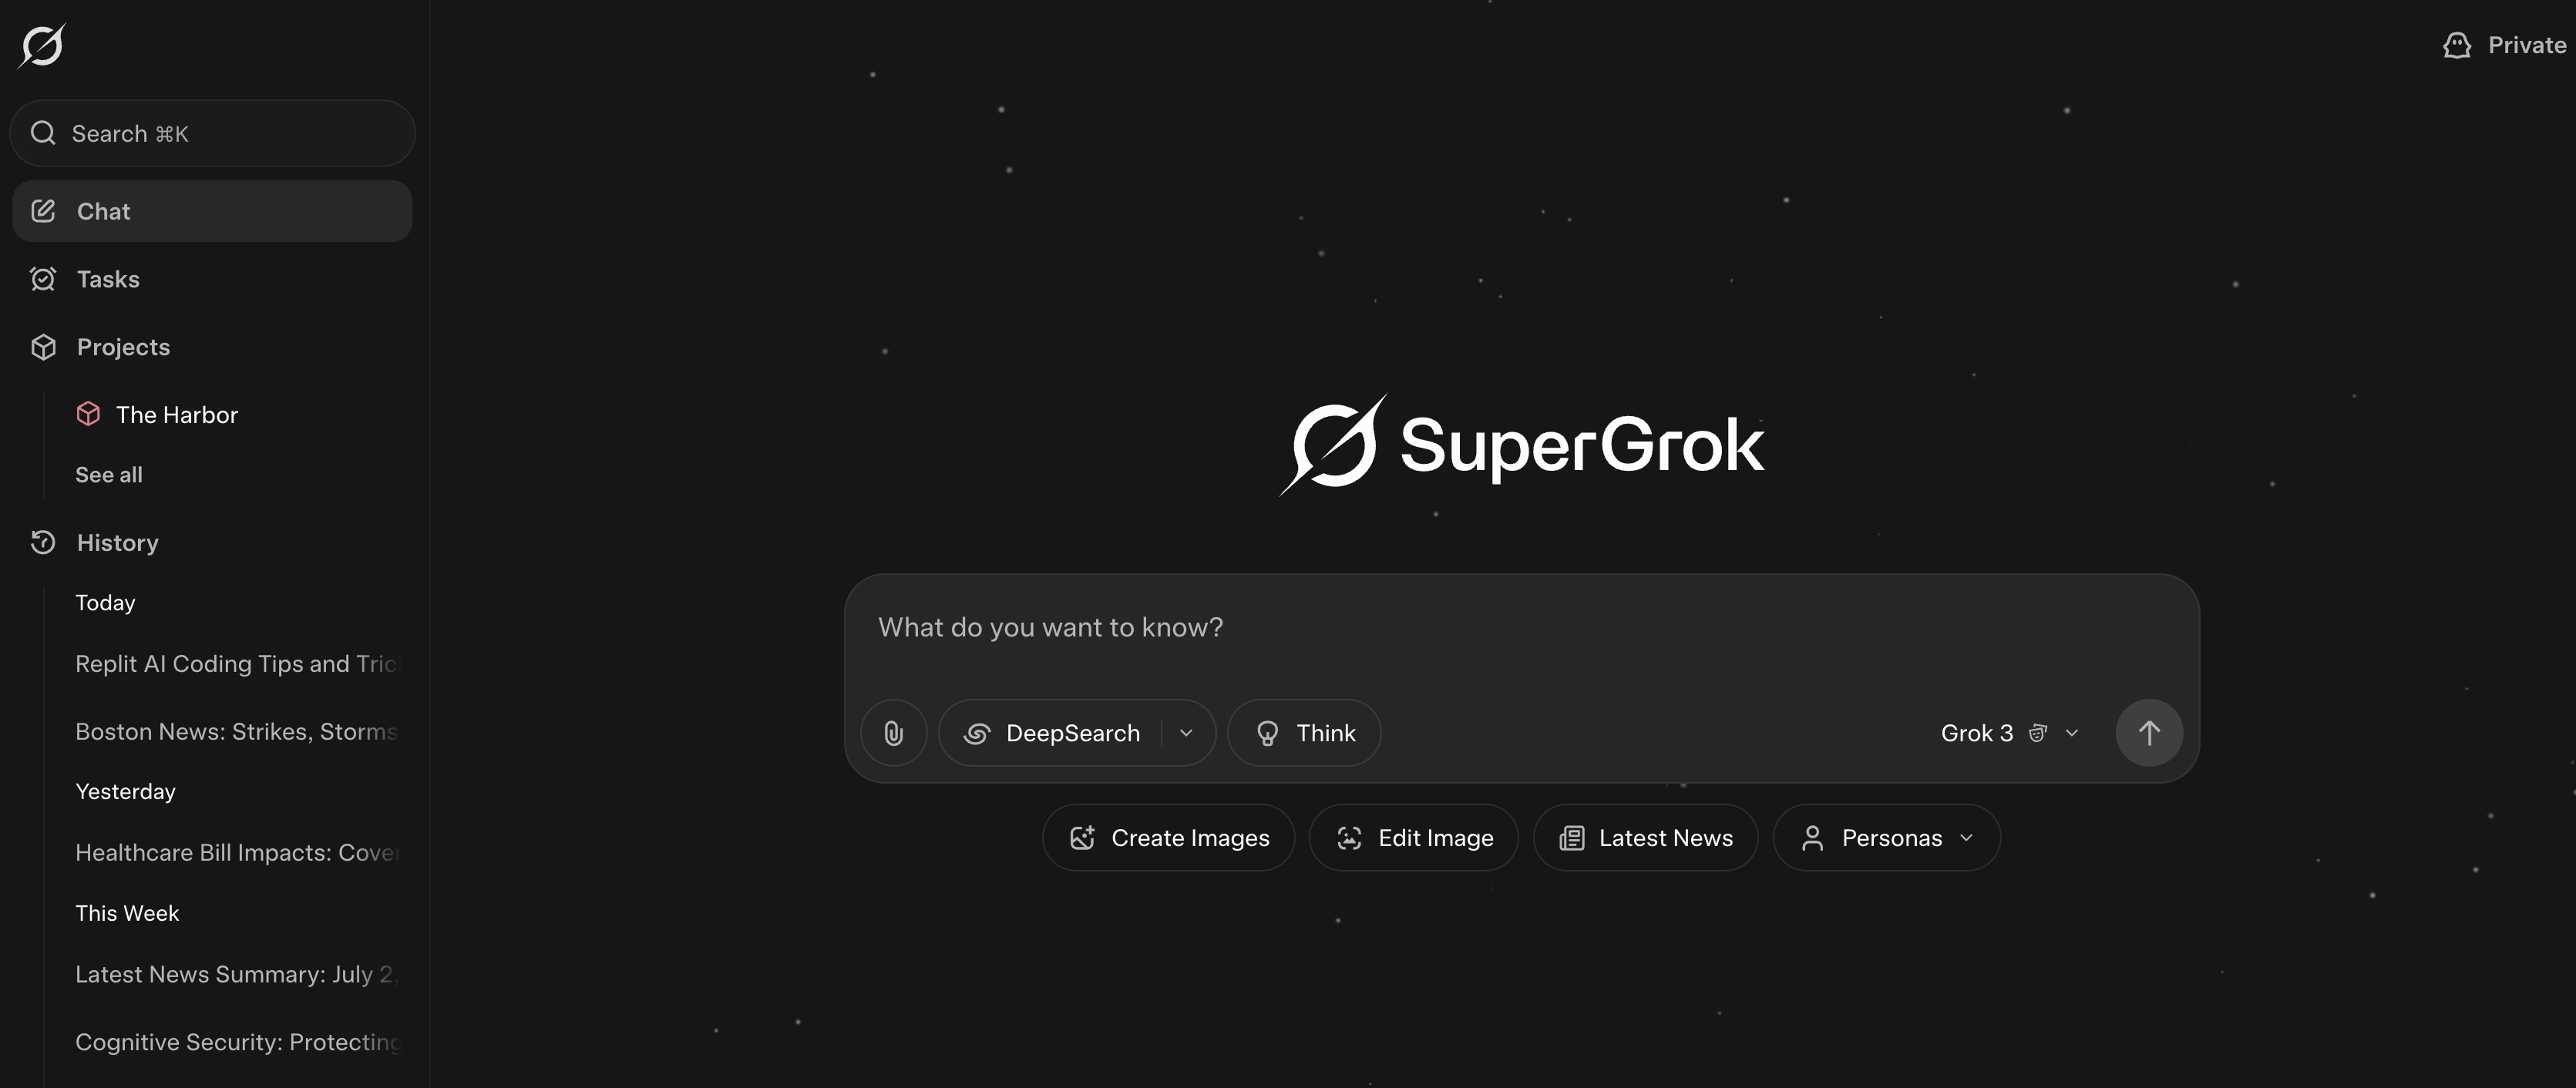 Search ⌘K
Chat
Tasks
Projects
The Harbor
See all
History
Today
Replit AI Coding Tips and
Boston News: Strikes, Storms
Yesterday
Healthcare Bill Impacts:
This Week
Latest News Summary: July 2,
Cognitive Security: Protecting
Private
SuperGrok
What do you want to know?
DeepSearch
Think
Grok 3
Create Images
Edit Image
Latest News
Personas